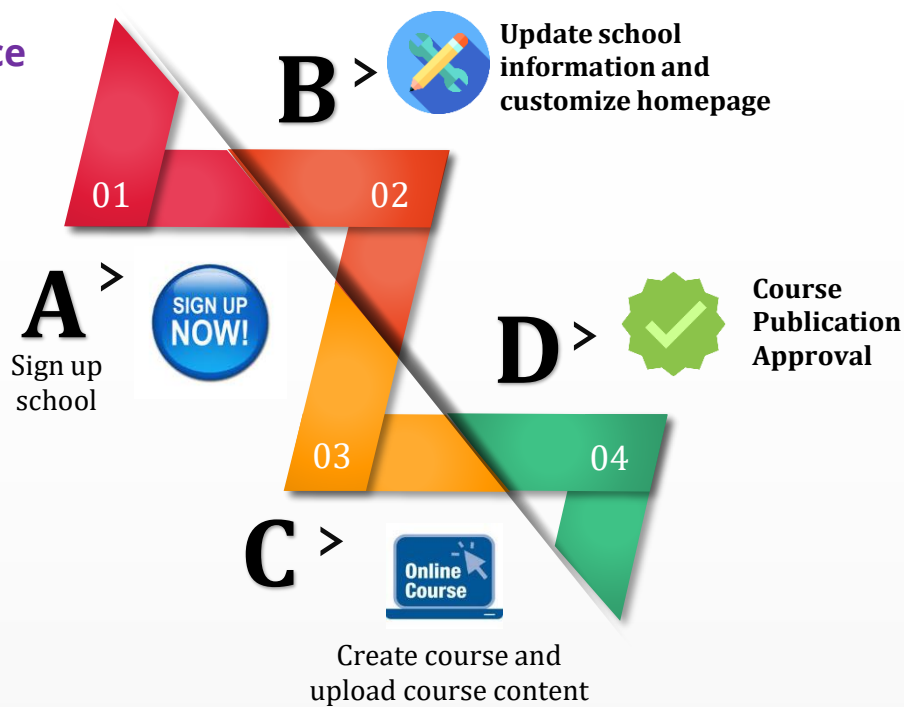 B >
Update school
information and
customize homepage
01
02
A >
SIGN UP
NOW!
Sign up
school
D >
Course
Publication
Approval
03
04
C >
Online
Course
Create course and
upload course content